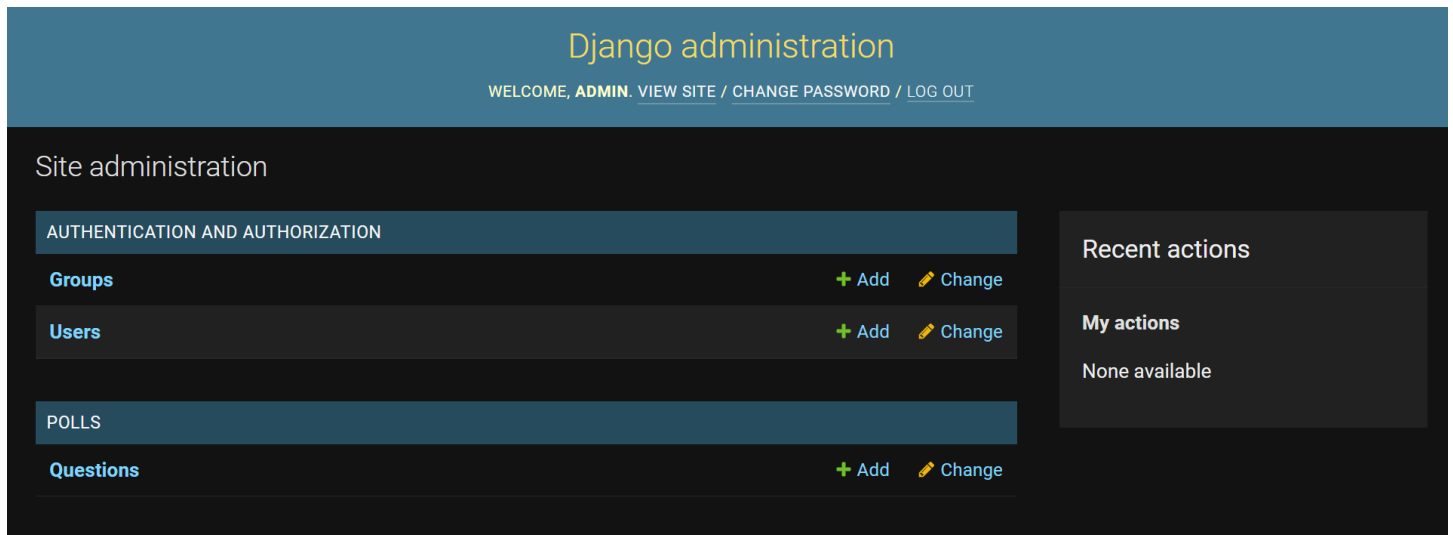 Django administration
WELCOME, ADMIN. VIEW SITE / CHANGE PASSWORD / LOG OUT
Site administration
AUTHENTICATION AND AUTHORIZATION
Groups Add Change
Users Add Change
POLLS
Questions Add Change
Recent actions
My actions
None available